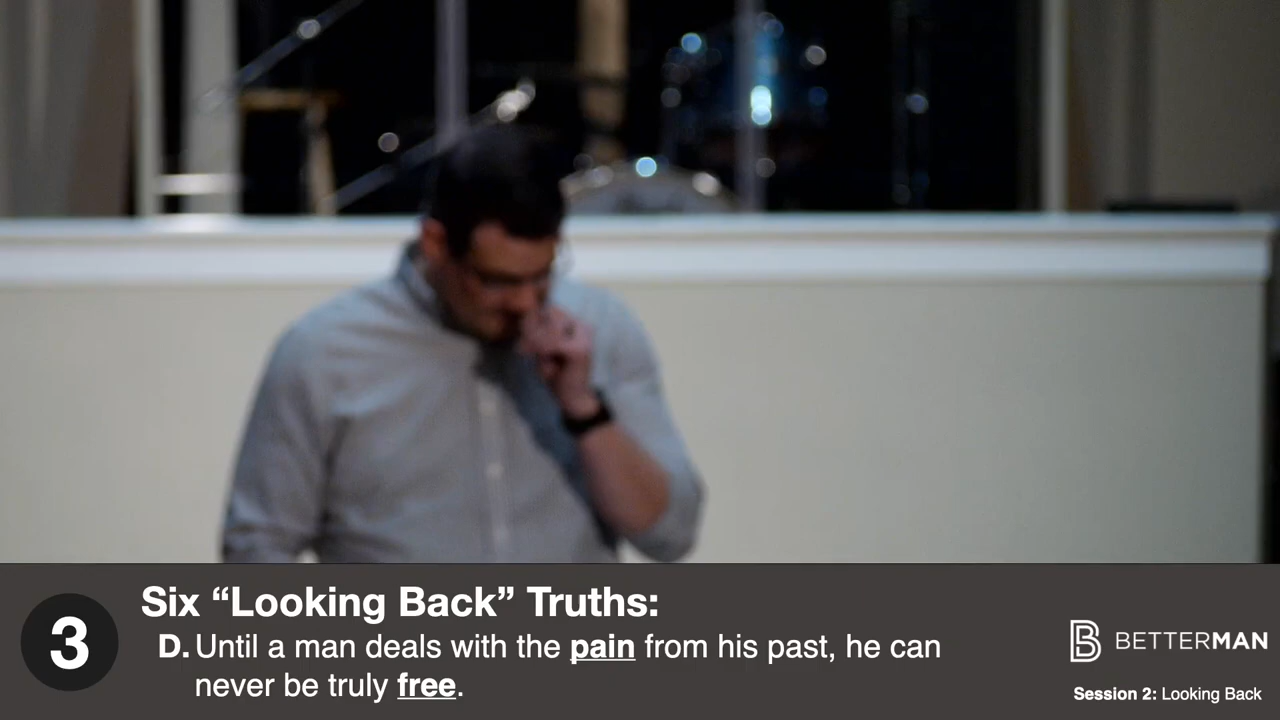 3
Six “Looking Back” Truths:
D. Until a man deals with the pain from his past, he can
never be truly free.
BETTERMAN
Session 2: Looking Back